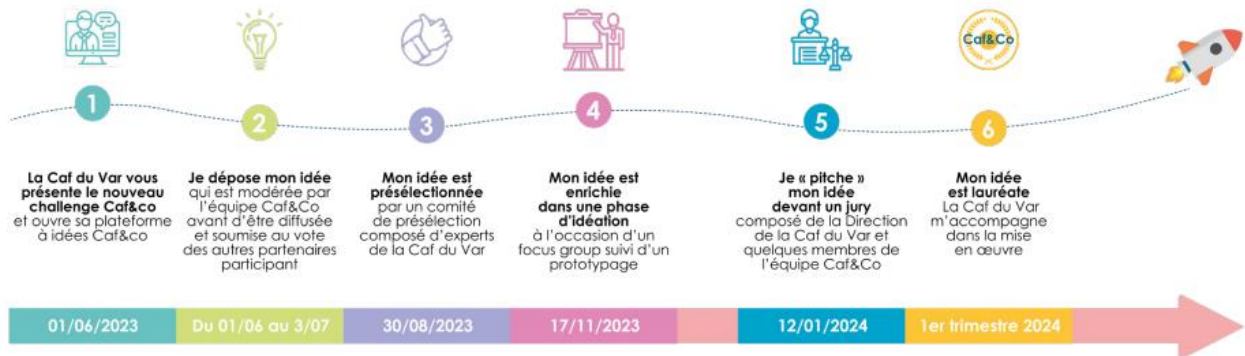 Caf&Co
1
2
3
4
5
6
La Caf du Var vous
présente le nouveau
challenge Caf&co
et ouvre sa plateforme
à idées Caf&co
Je dépose mon idée
qui est modérée par
l'équipe Caf&Co
avant d'être diffusée
et soumise au vote
des autres partenaires
participant
Mon idée est
présélectionnée
par un comité
de présélection
composé d'experts
de la Caf du Var
Mon idée est
enrichie
dans une phase
d'idéation
à l'occasion d'un
focus group suivi d'un
prototypage
Je « pitche »
mon idée
devant un jury
composé de la Direction
de la Caf du Var et
quelques membres de
l'équipe Caf&Co
Mon idée
est lauréate
La Caf du Var
m'accompagne
dans la mise
en œuvre
01/06/2023
Du 01/06 au 3/07
30/08/2023
17/11/2023
12/01/2024
1er trimestre 2024